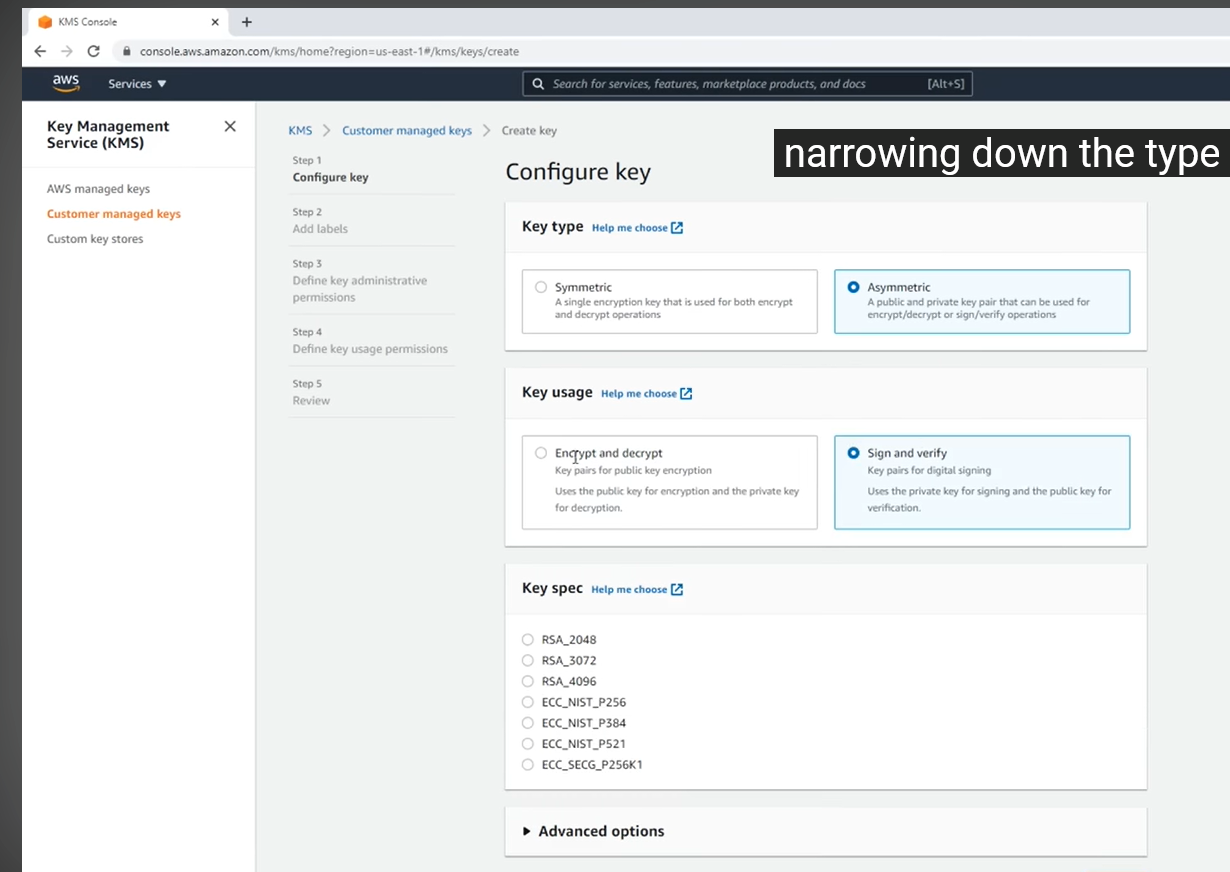 KMS Console
console.aws.amazon.com/kms/home?region=us-east-1#/kms/keys/create
aws
Services
Search for services, features, marketplace products, and docs
[Alt+S]
Key Management
Service (KMS)
AWS managed keys
Customer managed keys
Custom key stores
KMS > Customer managed keys > Create key
Step 1
Configure key
Step 2
Add labels
Step 3
Define key administrative
permissions
Step 4
Define key usage permissions
Step 5
Review
narrowing down the type
Configure key
Key type Help me choose
Symmetric
A single encryption key that is used for both encrypt
and decrypt operations
Asymmetric
A public and private key pair that can be used for
encrypt/decrypt or sign/verify operations
Key usage Help me choose
Encrypt and decrypt
Key pairs for public key encryption
Uses the public key for encryption and the private key
for decryption.
Sign and verify
Key pairs for digital signing
Uses the private key for signing and the public key for
verification.
Key spec Help me choose
RSA_2048
RSA_3072
RSA_4096
ECC_NIST_P256
ECC_NIST_P384
ECC_NIST_P521
ECC_SECG_P256K1
Advanced options